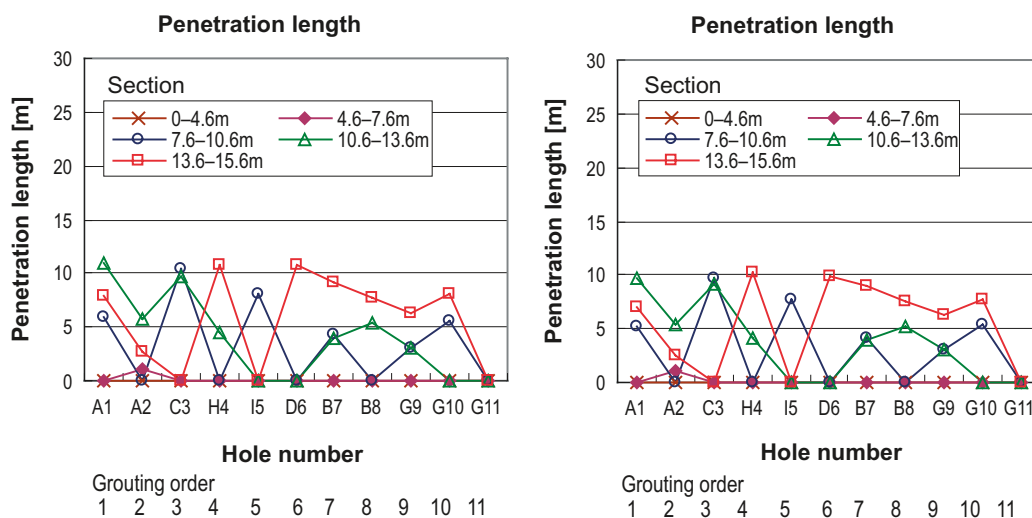 Penetration length
Penetration length [m]
30
25
20
15
10
5
0
Section
0–4.6m
4.6–7.6m
7.6–10.6m
10.6–13.6m
13.6–15.6m
A1 A2 C3 H4 I5 D6 B7 B8 G9 G10 G11
Hole number
Grouting order
1 2 3 4 5 6 7 8 9 10 11
Penetration length
Penetration length [m]
30
25
20
15
10
5
0
Section
0–4.6m
4.6–7.6m
7.6–10.6m
10.6–13.6m
13.6–15.6m
A1 A2 C3 H4 I5 D6 B7 B8 G9 G10 G11
Hole number
Grouting order
1 2 3 4 5 6 7 8 9 10 11